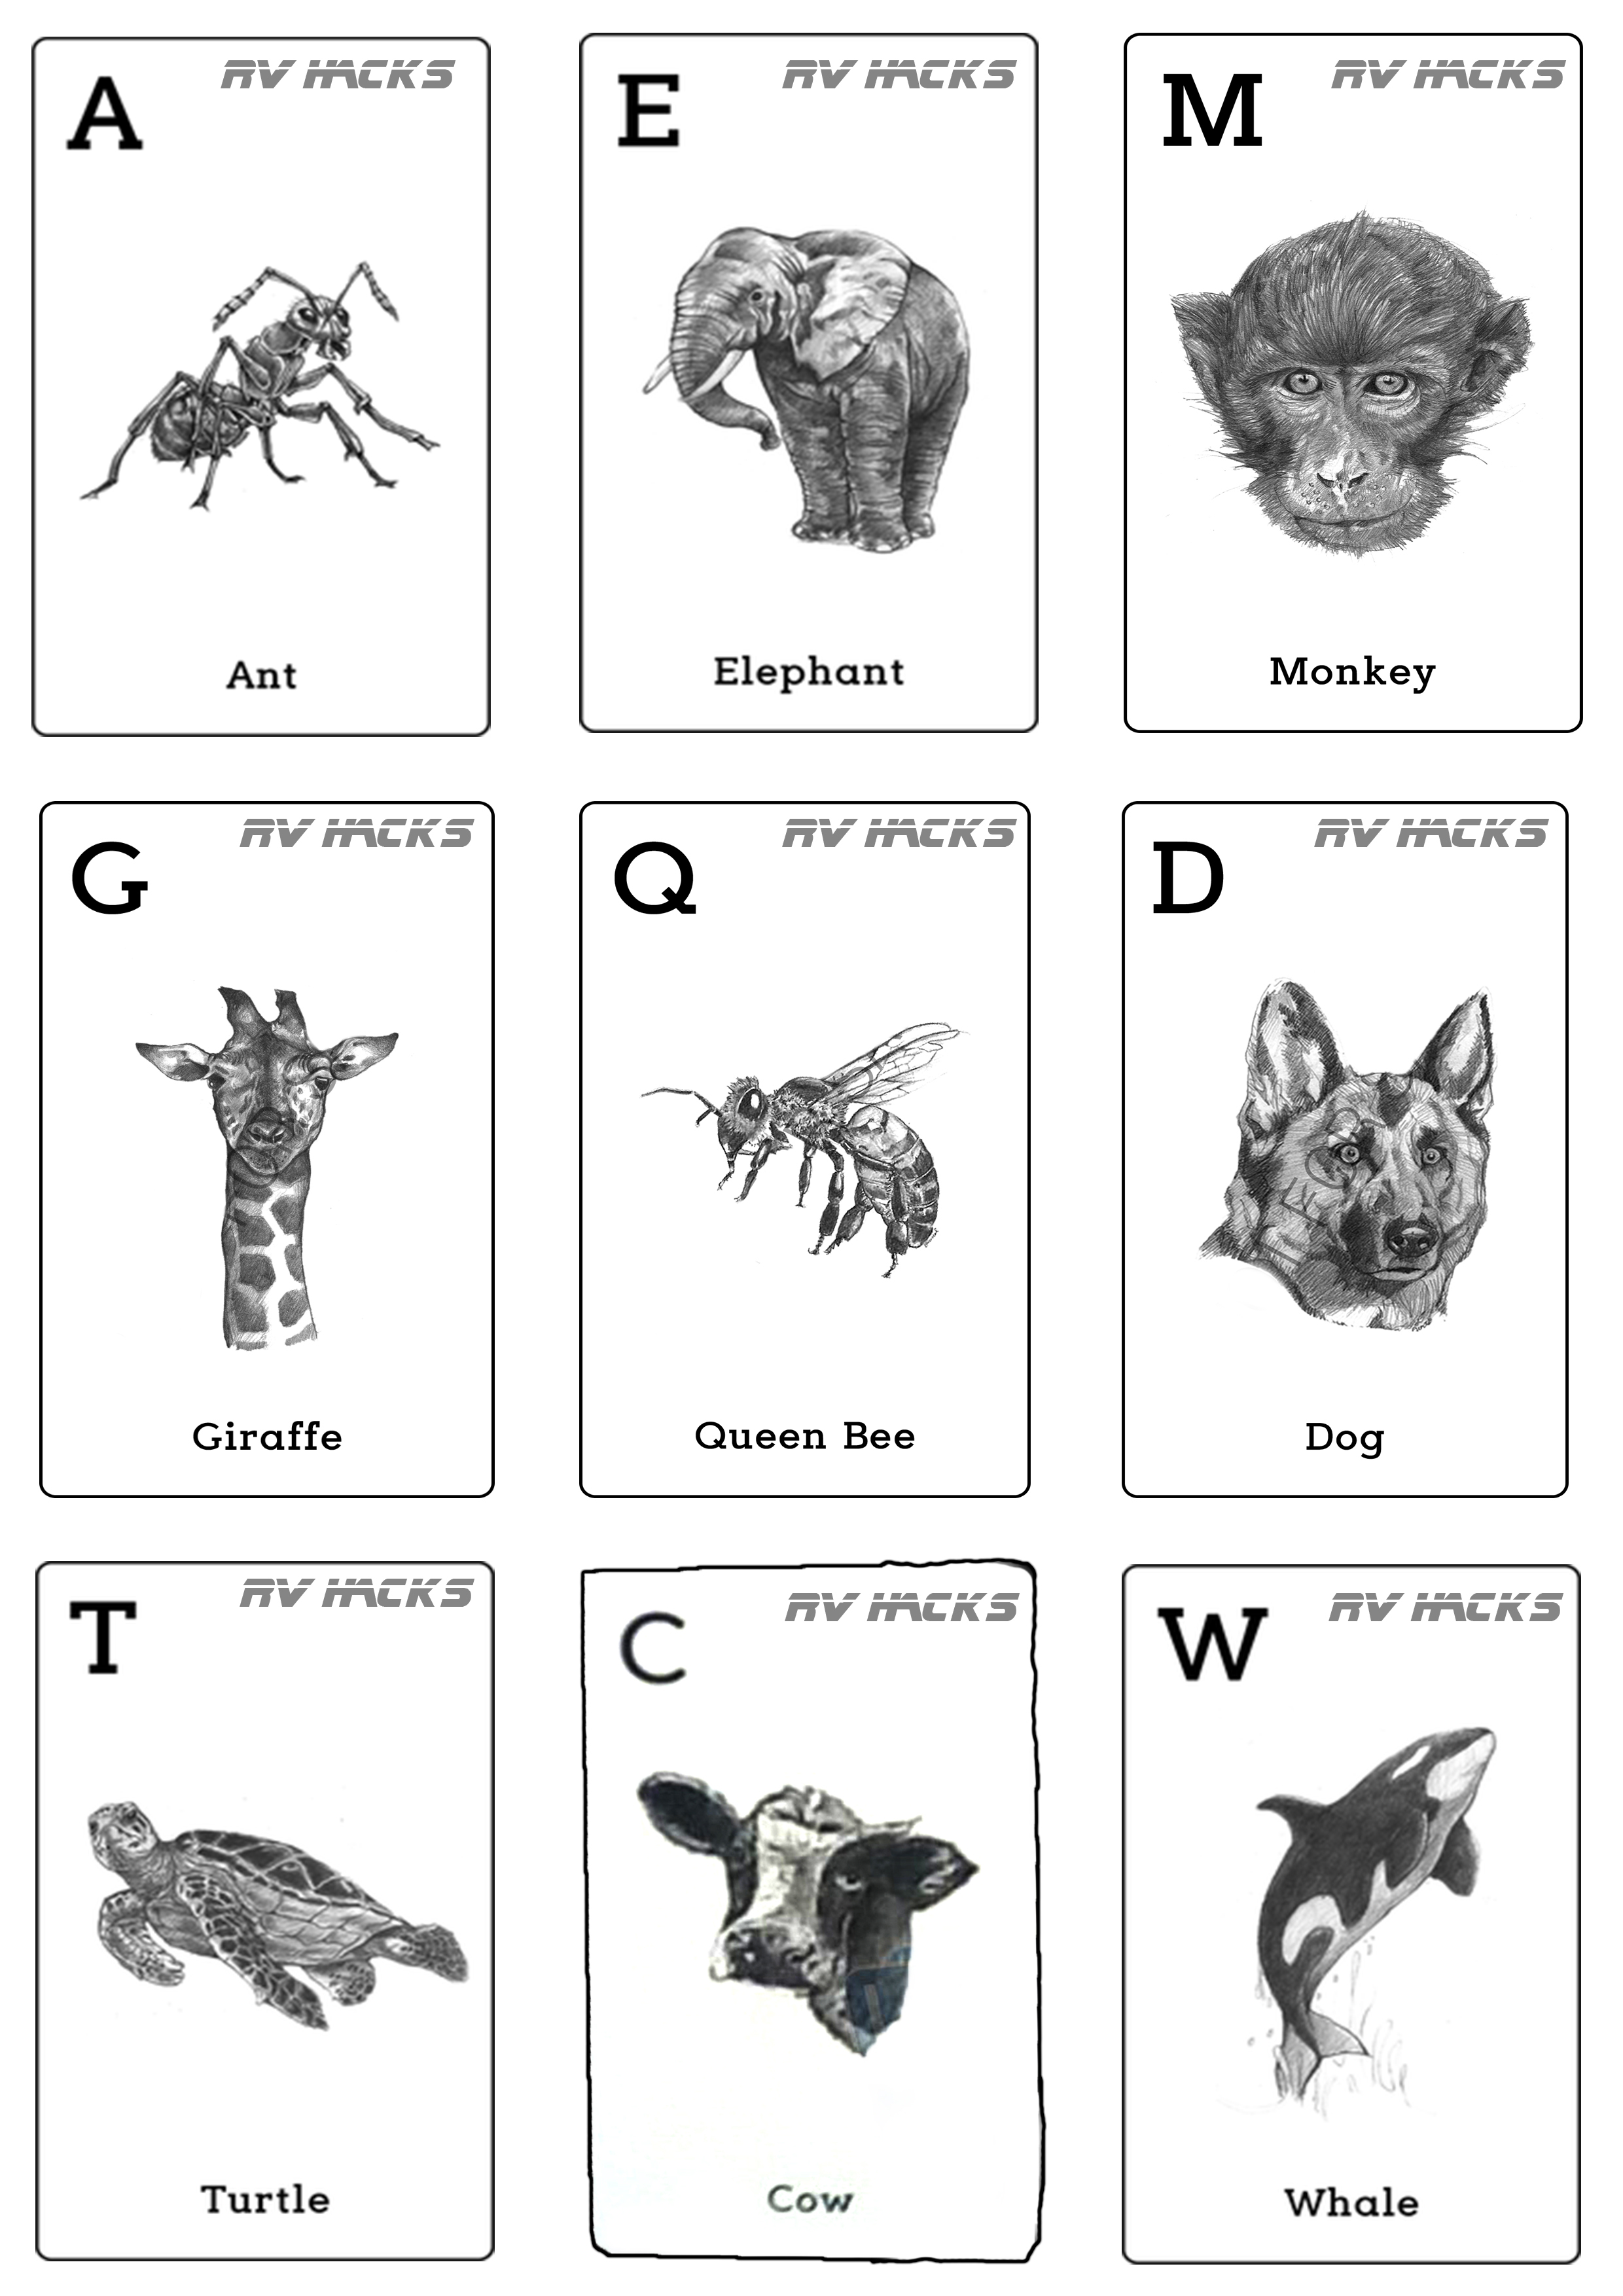 RV HACKS
A
Ant
RV HACKS
E
Elephant
RV HACKS
M
Monkey
RV HACKS
G
Giraffe
RV HACKS
Q
Queen Bee
RV HACKS
D
Dog
RV HACKS
T
Turtle
RV HACKS
C
Cow
RV HACKS
W
Whale